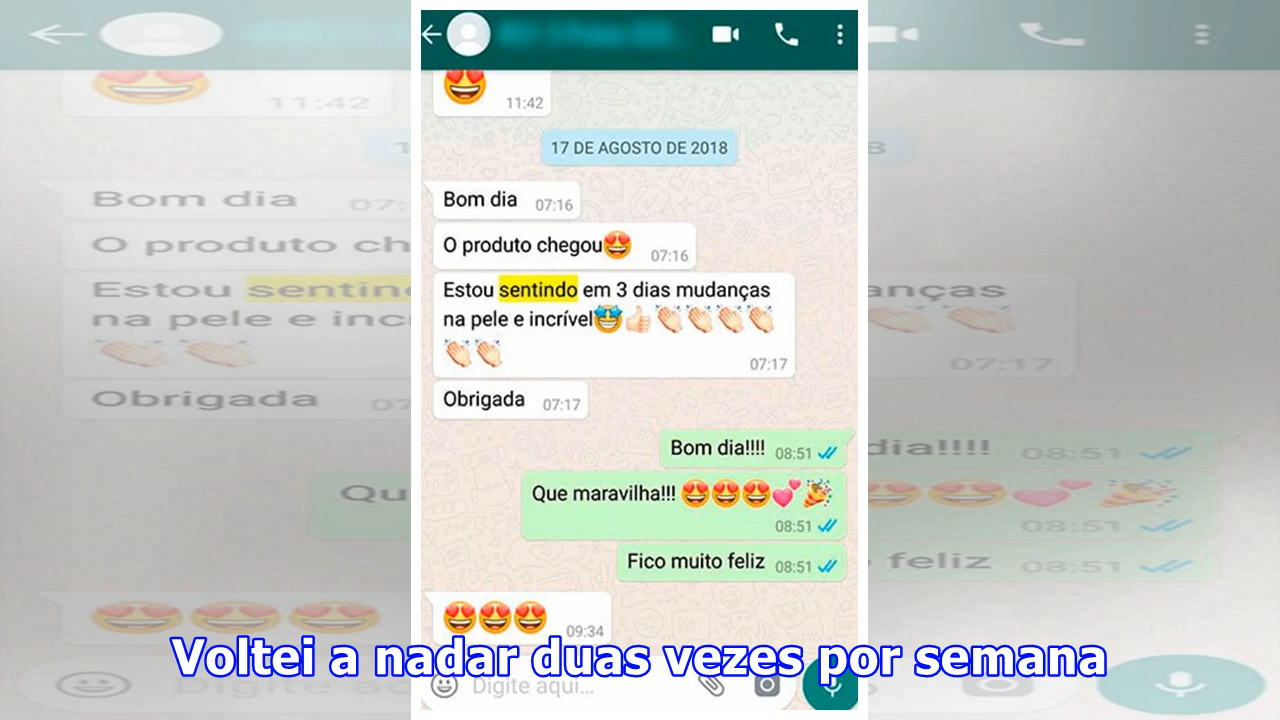 11:42
17 DE AGOSTO DE 2018
Bom dia 07:16
O produto chegou😍 07:16
Estou sentindo em 3 dias mudanças
na pele e incrível🤩👍🏻👏🏻👏🏻👏🏻👏🏻
👏🏻👏🏻 07:17
Obrigada 07:17
Bom dia!!!! 08:51
Que maravilha!!! 😍😍😍💕🎉
08:51
Fico muito feliz 08:51
😍😍😍 09:34
Voltei a nadar duas vezes por semana
Digite aqui...